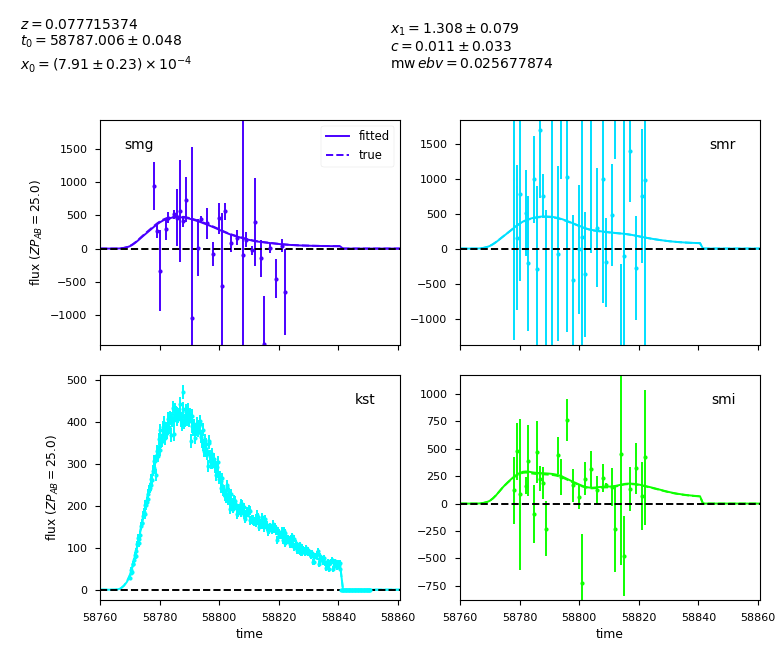 z = 0.077715374
t₀ = 58787.006 ± 0.048
x₀ = (7.91 ± 0.23) × 10⁻⁴
x₁ = 1.308 ± 0.079
c = 0.011 ± 0.033
mw ebv = 0.025677874
smg
fitted
true
1500
1000
500
0
−500
−1000
flux (ZP_AB = 25.0)
smr
1500
1000
500
0
−500
−1000
kst
500
400
300
200
100
0
flux (ZP_AB = 25.0)
58760 58780 58800 58820 58840 58860
time
smi
1000
750
500
250
0
−250
−500
−750
58760 58780 58800 58820 58840 58860
time